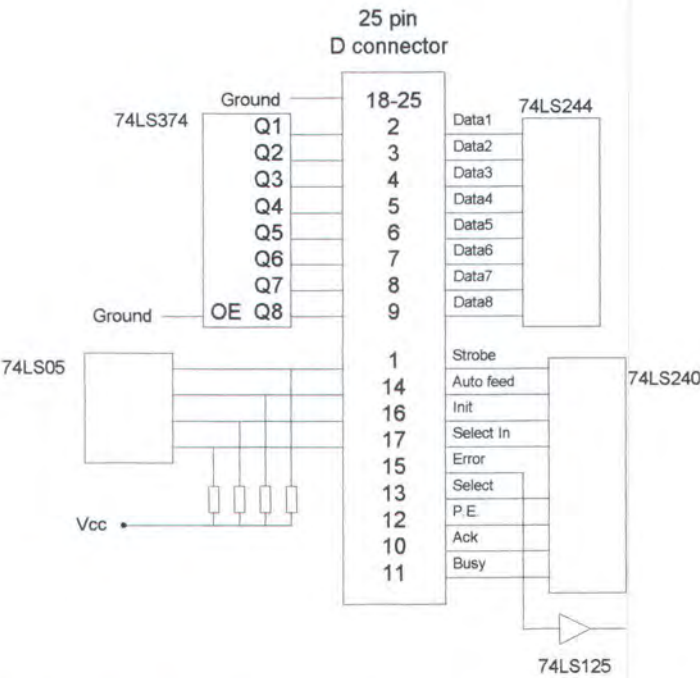 25 pin
D connector
Ground
18-25
74LS374
74LS244
Q1
2
Data1
Q2
3
Data2
Q3
4
Data3
Q4
5
Data4
Q5
6
Data5
Q6
7
Data6
Q7
8
Data7
Ground
OE Q8
9
Data8
74LS05
1
Strobe
74LS240
14
Auto feed
16
Init
17
Select In
15
Error
13
Select
Vcc
12
P.E.
10
Ack
11
Busy
74LS125